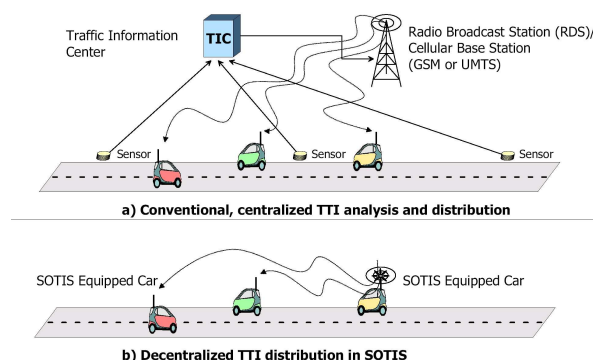 Traffic Information
Center
TIC
Radio Broadcast Station (RDS)/
Cellular Base Station
(GSM or UMTS)
Sensor
Sensor
Sensor
a) Conventional, centralized TTI analysis and distribution
SOTIS Equipped Car
SOTIS Equipped Car
b) Decentralized TTI distribution in SOTIS